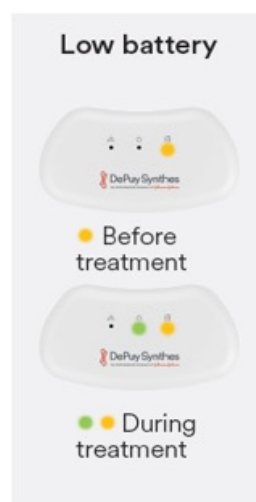 Low battery
DePuy Synthes
Before
treatment
DePuy Synthes
During
treatment